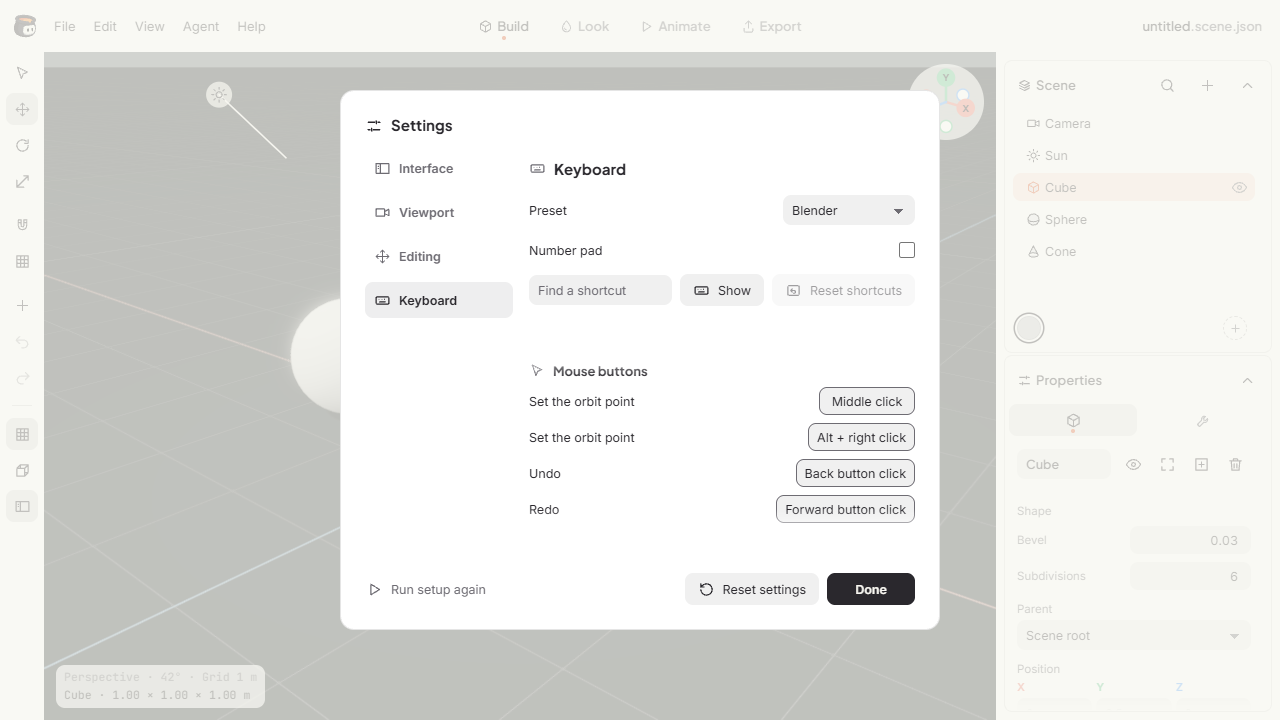 File Edit View Agent Help
Build Look Animate Export
untitled.scene.json
Y
X
Scene
Camera
Sun
Cube
Sphere
Cone
Settings
Interface
Viewport
Editing
Keyboard
Keyboard
Preset Blender
Number pad
Find a shortcut Show Reset shortcuts
Mouse buttons
Set the orbit point Middle click
Set the orbit point Alt + right click
Undo Back button click
Redo Forward button click
Run setup again Reset settings Done
Properties
Cube
Shape
Bevel 0.03
Subdivisions 6
Parent
Scene root
Position
X Y Z
Perspective · 42° · Grid 1 m
Cube · 1.00 × 1.00 × 1.00 m